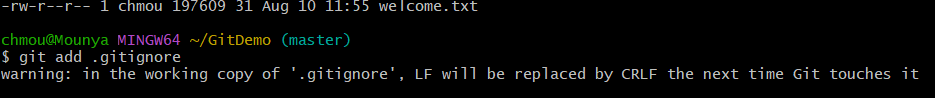 -rw-r--r-- 1 chmou 197609 31 Aug 10 11:55 welcome.txt
chmou@Mounya MINGW64 ~/GitDemo (master)
$ git add .gitignore
warning: in the working copy of '.gitignore', LF will be replaced by CRLF the next time Git touches it